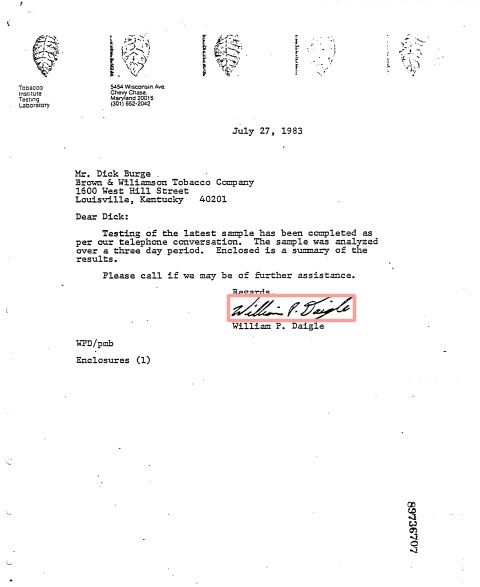 Tobacco
Institute
Testing
Laboratory
5454 Wisconsin Ave.
Chevy Chase,
Maryland 20015
(301) 652-2042
July 27, 1983
Mr. Dick Burge
Brown & Wiliamson Tobacco Company
1600 West Hill Street
Louisville, Kentucky 40201
Dear Dick:
Testing of the latest sample has been completed as
per our telephone conversation. The sample was analyzed
over a three day period. Enclosed is a summary of the
results.
Please call if we may be of further assistance.
Regards,
William P. Daigle
William P. Daigle
WPD/pmb
Enclosures (1)
89736707